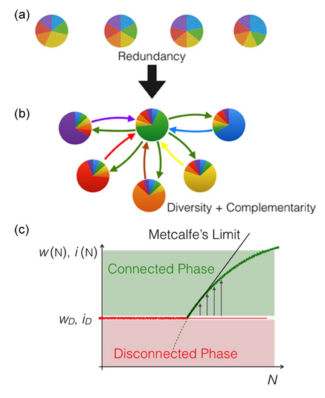 (a)
Redundancy
(b)
Diversity + Complementarity
(c)
Metcalfe's Limit
w(N), i(N)
Connected Phase
w_D, i_D
Disconnected Phase
N